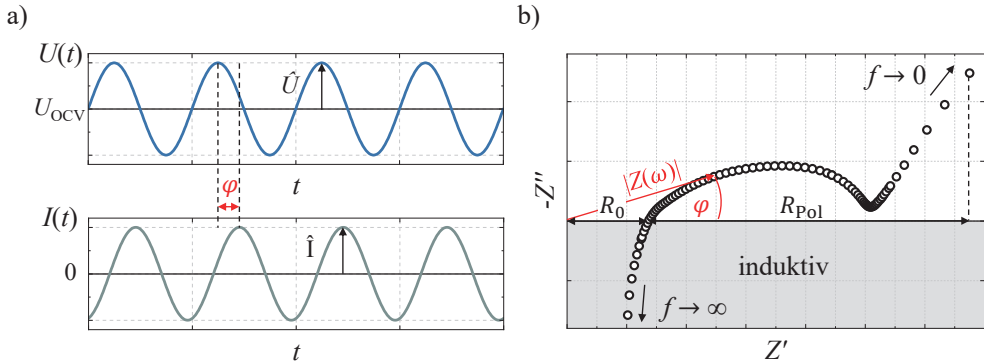 a)
U(t)
Û
U_OCV
t
φ
I(t)
Î
0
t
b)
f → 0
|Z(ω)|
-Z″
R_0
φ
R_Pol
induktiv
f → ∞
Z′